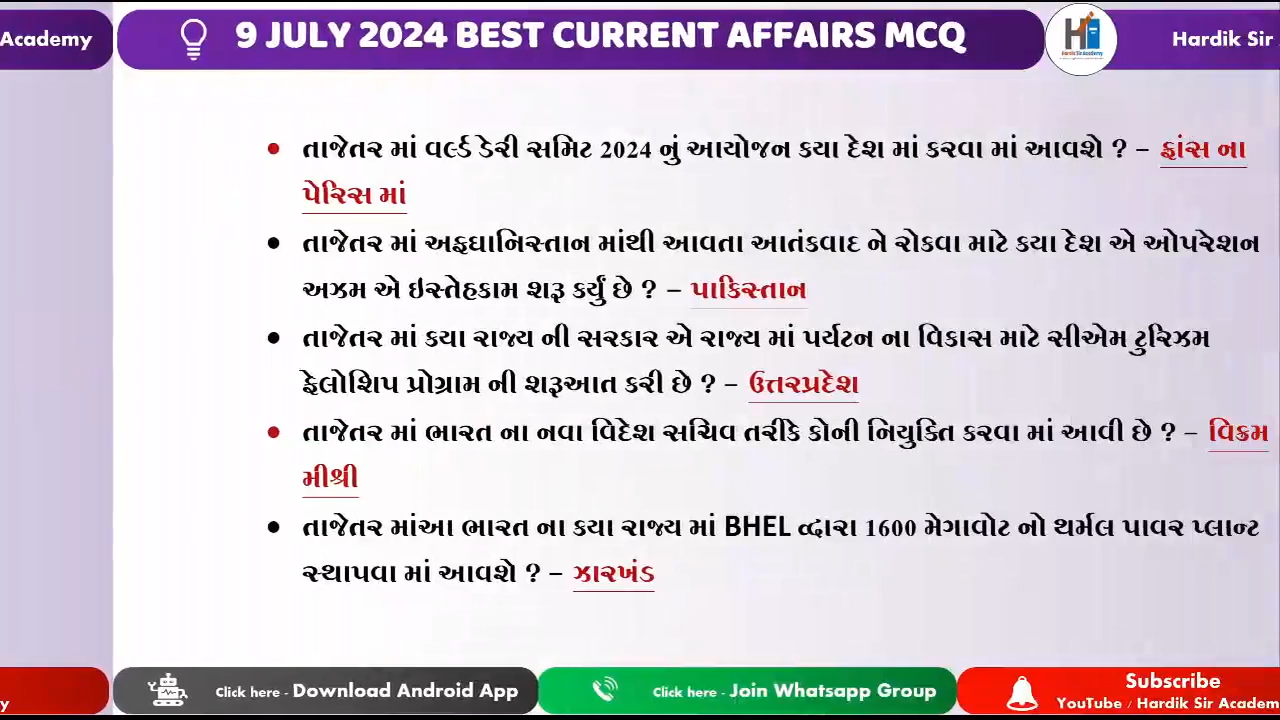 Academy
9 JULY 2024 BEST CURRENT AFFAIRS MCQ
Hardik Sir Academy
Hardik Sir
• તાજેતર માં વર્લ્ડ ડેરી સમિટ 2024 નું આયોજન કયા દેશ માં કરવા માં આવશે ? – ફ્રાંસ ના
પેરિસ માં
• તાજેતર માં અફઘાનિસ્તાન માંથી આવતા આતંકવાદ ને રોકવા માટે કયા દેશ એ ઓપરેશન
અઝમ એ ઇસ્તેહકામ શરૂ કર્યું છે ? – પાકિસ્તાન
• તાજેતર માં કયા રાજ્ય ની સરકાર એ રાજ્ય માં પર્યટન ના વિકાસ માટે સીએમ ટુરિઝમ
ફેલોશિપ પ્રોગ્રામ ની શરૂઆત કરી છે ? – ઉત્તરપ્રદેશ
• તાજેતર માં ભારત ના નવા વિદેશ સચિવ તરીકે કોની નિયુક્તિ કરવા માં આવી છે ? – વિક્રમ
મીશ્રી
• તાજેતર માંઆ ભારત ના કયા રાજ્ય માં BHEL દ્વારા 1600 મેગાવોટ નો થર્મલ પાવર પ્લાન્ટ
સ્થાપવા માં આવશે ? – ઝારખંડ
y
Click here - Download Android App
Click here - Join Whatsapp Group
Subscribe
YouTube / Hardik Sir Academ